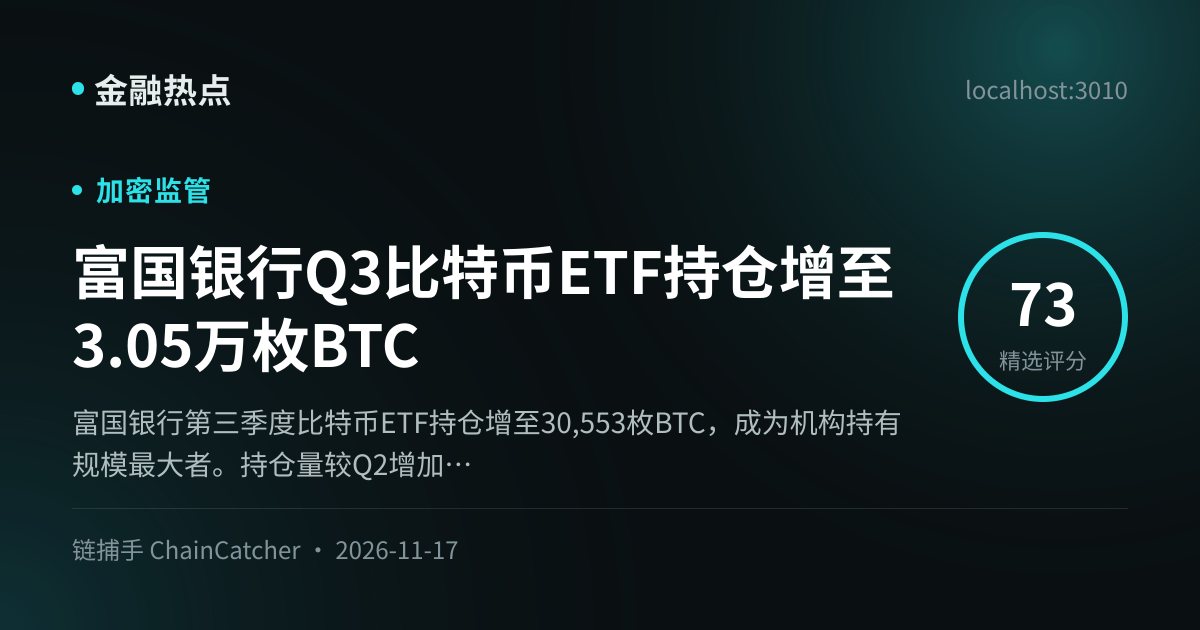 金融热点
localhost:3010
加密监管
富国银行Q3比特币ETF持仓增至
3.05万枚BTC
73
精选评分
富国银行第三季度比特币ETF持仓增至30,553枚BTC，成为机构持有
规模最大者。持仓量较Q2增加…
链捕手 ChainCatcher · 2026-11-17